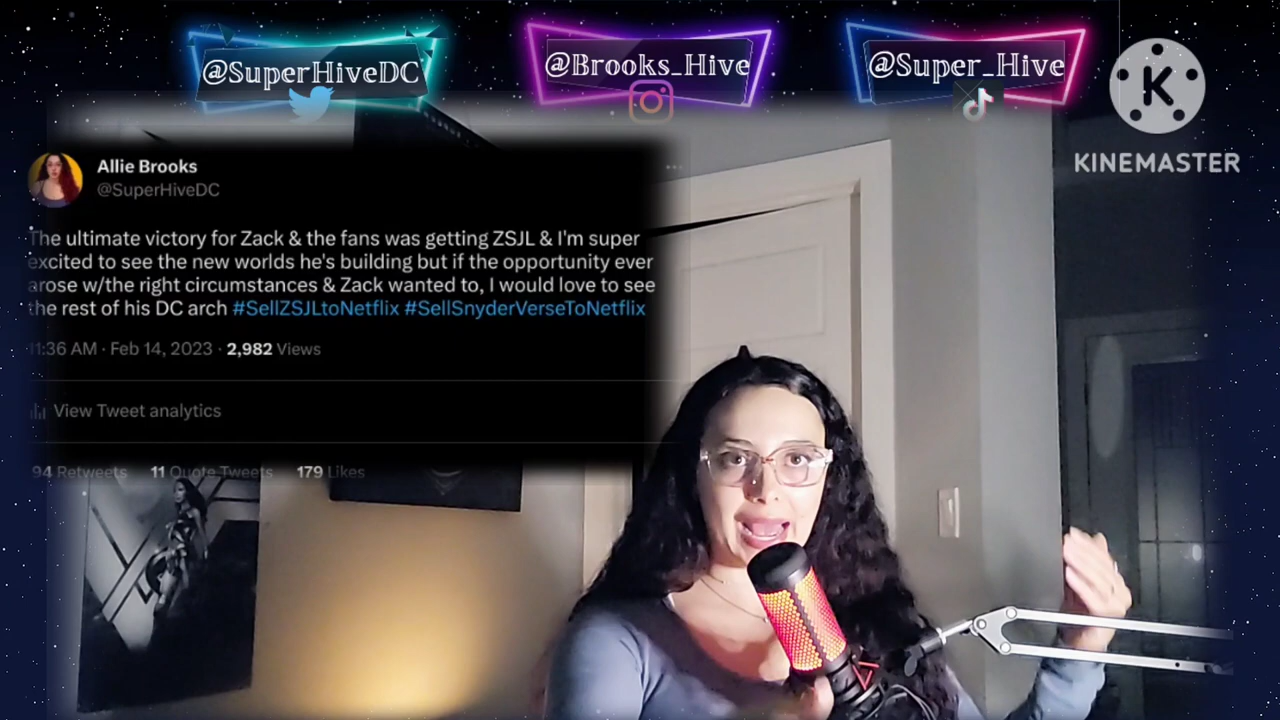 @SuperHiveDC
@Brooks_Hive
@Super_Hive
K
KINEMASTER
Allie Brooks
@SuperHiveDC
The ultimate victory for Zack & the fans was getting ZSJL & I'm super
excited to see the new worlds he's building but if the opportunity ever
arose w/the right circumstances & Zack wanted to, I would love to see
the rest of his DC arch #SellZSJLtoNetflix #SellSnyderVerseToNetflix
11:36 AM · Feb 14, 2023 · 2,982 Views
View Tweet analytics
94 Retweets 11 Quote Tweets 179 Likes